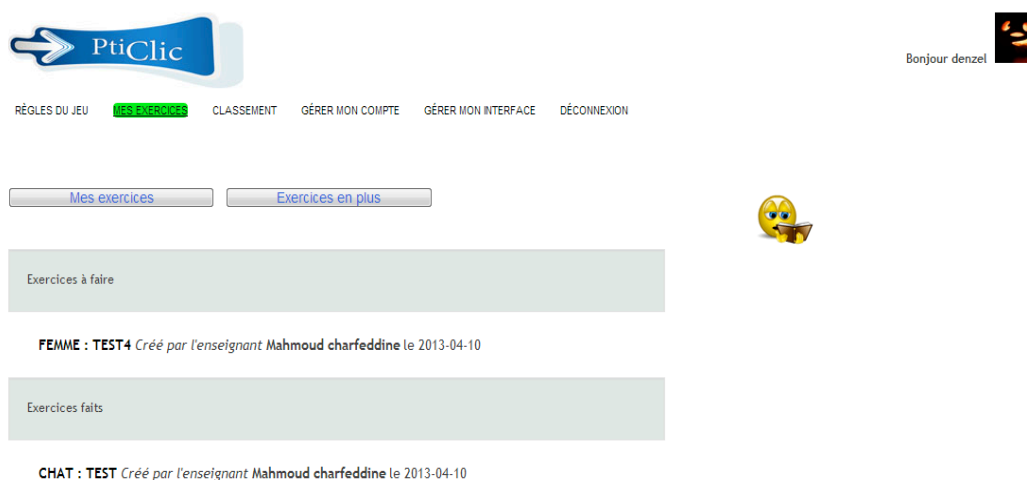 PtiClic
Bonjour denzel
RÈGLES DU JEU MES EXERCICES CLASSEMENT GÉRER MON COMPTE GÉRER MON INTERFACE DÉCONNEXION
Mes exercices Exercices en plus
Exercices à faire
FEMME : TEST4 Créé par l'enseignant Mahmoud charfeddine le 2013-04-10
Exercices faits
CHAT : TEST Créé par l'enseignant Mahmoud charfeddine le 2013-04-10